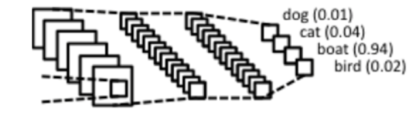 dog (0.01)
cat (0.04)
boat (0.94)
bird (0.02)